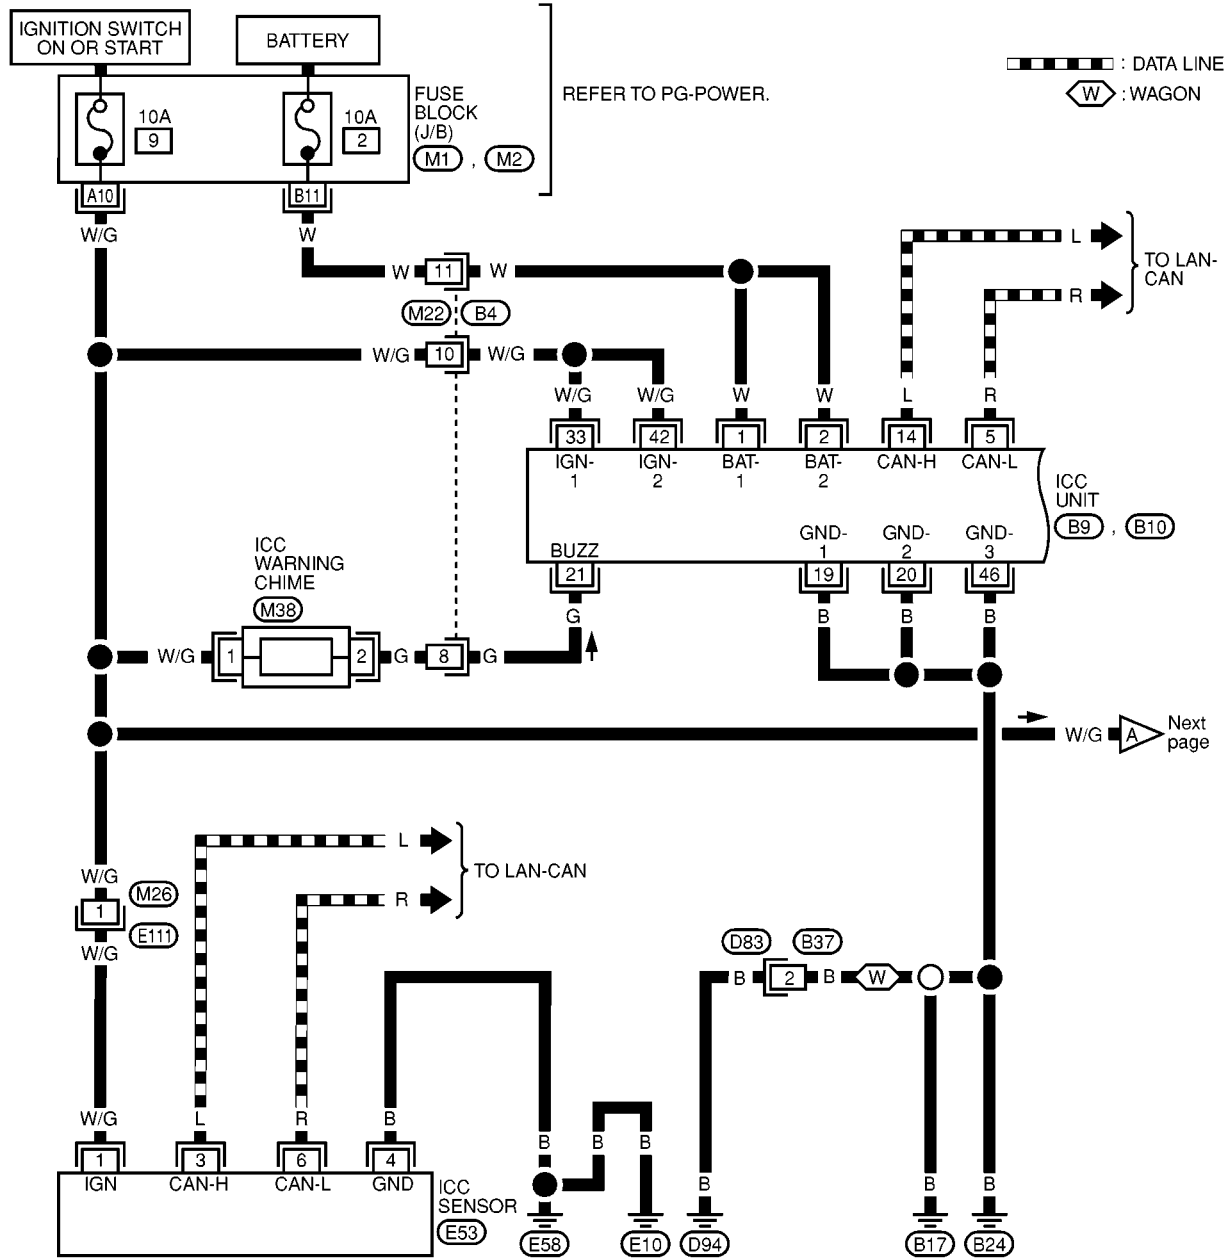 IGNITION SWITCH
ON OR START
BATTERY
REFER TO PG-POWER.
: DATA LINE
W : WAGON
10A
9
10A
2
FUSE
BLOCK
(J/B)
M1 , M2
A10
B11
W/G
W
W 11 W
M22 B4
W/G 10 W/G
L
R
TO LAN-
CAN
W/G W/G W W L R
33 42 1 2 14 5
IGN-
1
IGN-
2
BAT-
1
BAT-
2
CAN-H
CAN-L
ICC
UNIT
B9 , B10
BUZZ
GND-
1
GND-
2
GND-
3
21 19 20 46
G B B B
ICC
WARNING
CHIME
M38
W/G 1 2 G 8 G
W/G A Next
page
L
R
TO LAN-CAN
W/G
M26
1
E111
W/G
D83 B37
B 2 B W
W/G L R B
B B B B B B
1 3 6 4
IGN CAN-H CAN-L GND
ICC
SENSOR
E53
E58 E10 D94 B17 B24